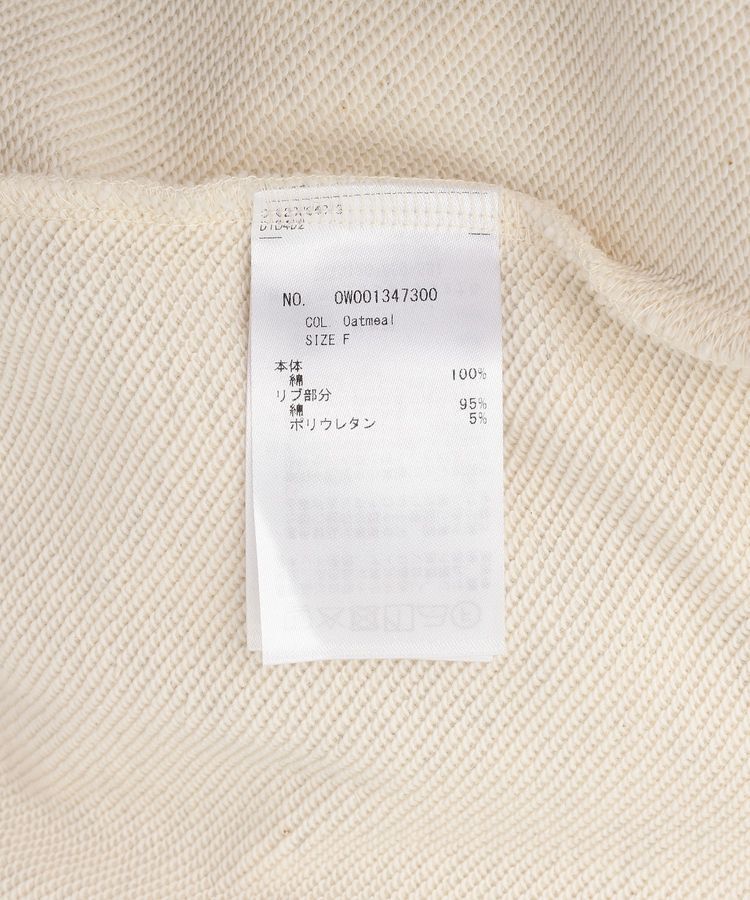 NO. OW001347300
COL. Oatmeal
SIZE F
本体
綿 100%
リブ部分
綿 95%
ポリウレタン 5%